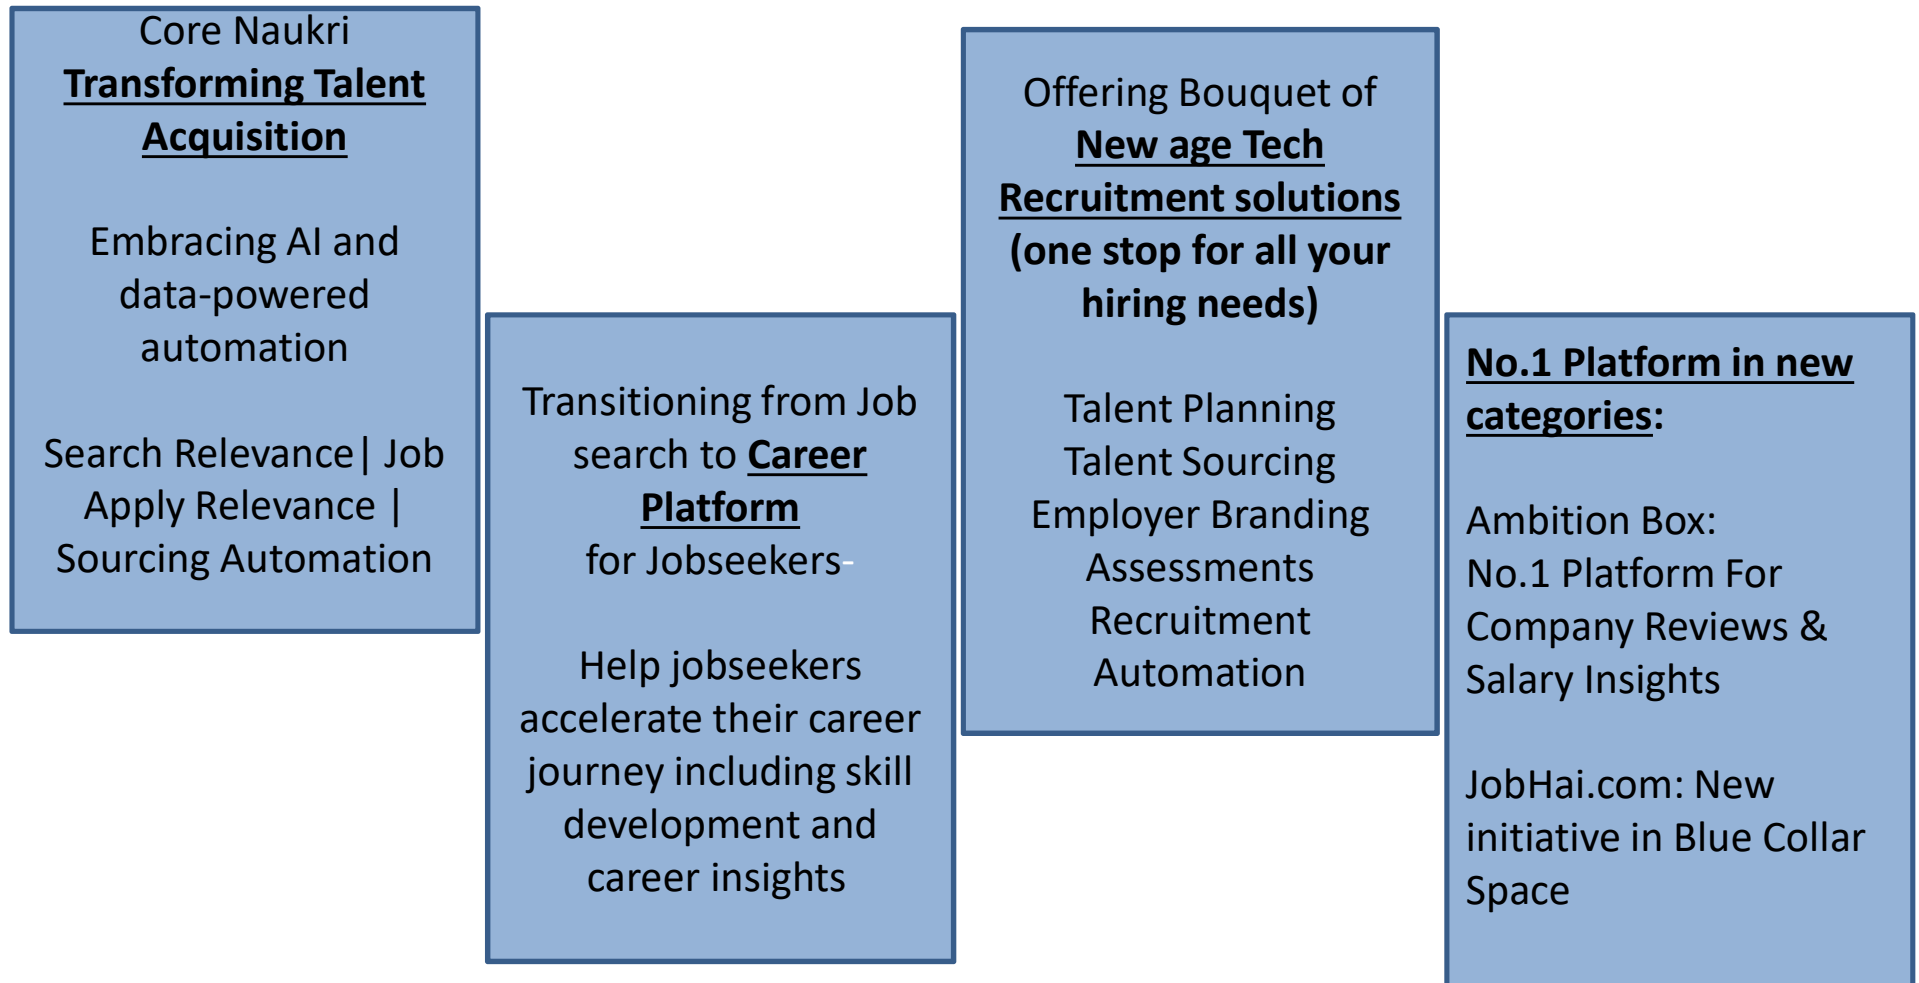 Core Naukri
Transforming Talent
Acquisition
Embracing AI and
data-powered
automation
Search Relevance| Job
Apply Relevance |
Sourcing Automation
Transitioning from Job
search to Career
Platform
for Jobseekers-
Help jobseekers
accelerate their career
journey including skill
development and
career insights
Offering Bouquet of
New age Tech
Recruitment solutions
(one stop for all your
hiring needs)
Talent Planning
Talent Sourcing
Employer Branding
Assessments
Recruitment
Automation
No.1 Platform in new
categories:
Ambition Box:
No.1 Platform For
Company Reviews &
Salary Insights
JobHai.com: New
initiative in Blue Collar
Space